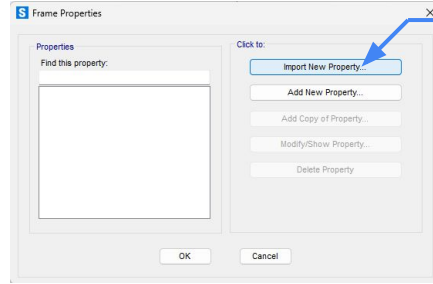 S Frame Properties
Properties
Find this property:
Click to:
Import New Property...
Add New Property...
Add Copy of Property...
Modify/Show Property...
Delete Property
OK
Cancel